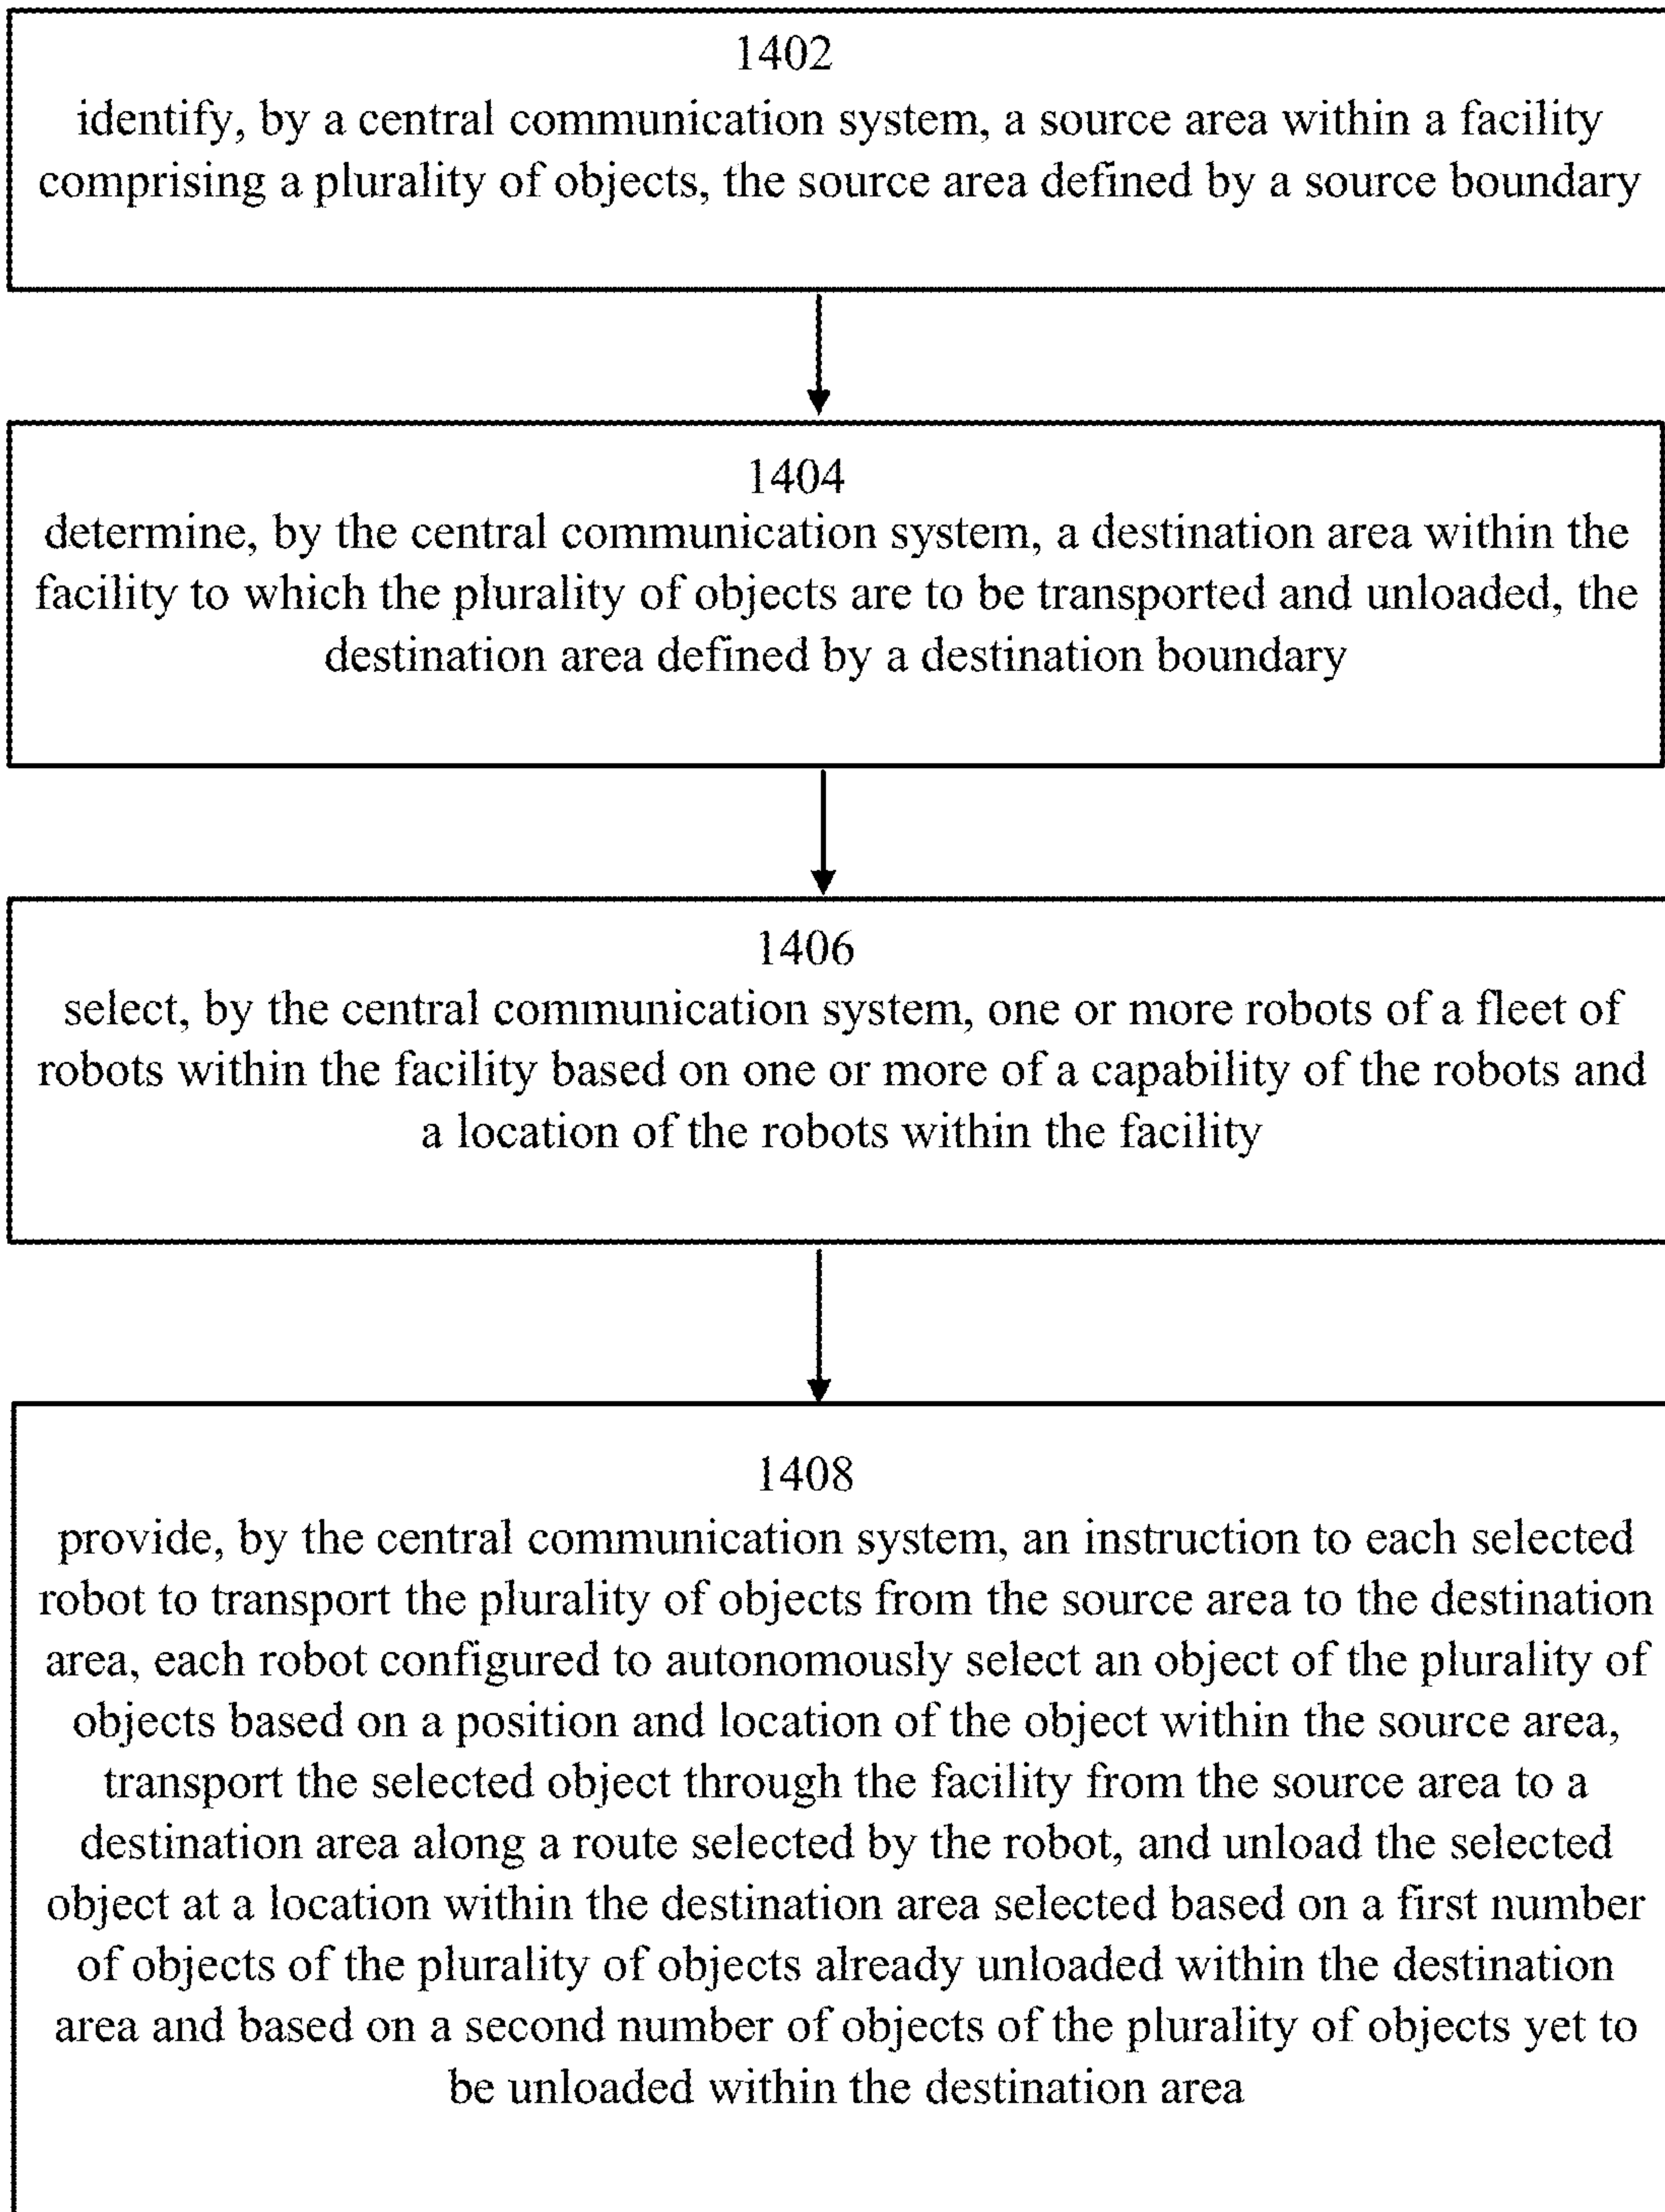 1402
identify, by a central communication system, a source area within a facility
comprising a plurality of objects, the source area defined by a source boundary
1404
determine, by the central communication system, a destination area within the
facility to which the plurality of objects are to be transported and unloaded, the
destination area defined by a destination boundary
1406
select, by the central communication system, one or more robots of a fleet of
robots within the facility based on one or more of a capability of the robots and
a location of the robots within the facility
1408
provide, by the central communication system, an instruction to each selected
robot to transport the plurality of objects from the source area to the destination
area, each robot configured to autonomously select an object of the plurality of
objects based on a position and location of the object within the source area,
transport the selected object through the facility from the source area to a
destination area along a route selected by the robot, and unload the selected
object at a location within the destination area selected based on a first number
of objects of the plurality of objects already unloaded within the destination
area and based on a second number of objects of the plurality of objects yet to
be unloaded within the destination area